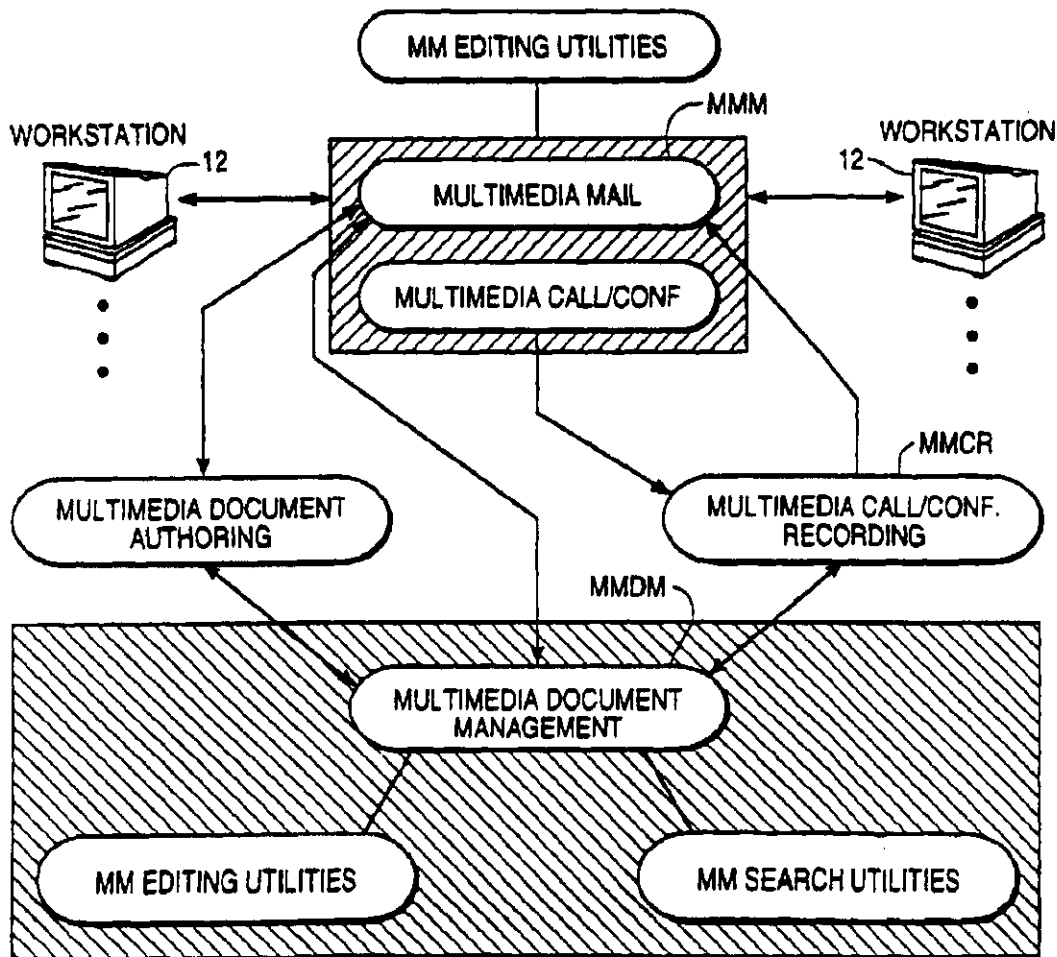 MM EDITING UTILITIES
MMM
WORKSTATION
12
WORKSTATION
12
MULTIMEDIA MAIL
MULTIMEDIA CALL/CONF
MMCR
MULTIMEDIA DOCUMENT
AUTHORING
MULTIMEDIA CALL/CONF.
RECORDING
MMDM
MULTIMEDIA DOCUMENT
MANAGEMENT
MM EDITING UTILITIES
MM SEARCH UTILITIES